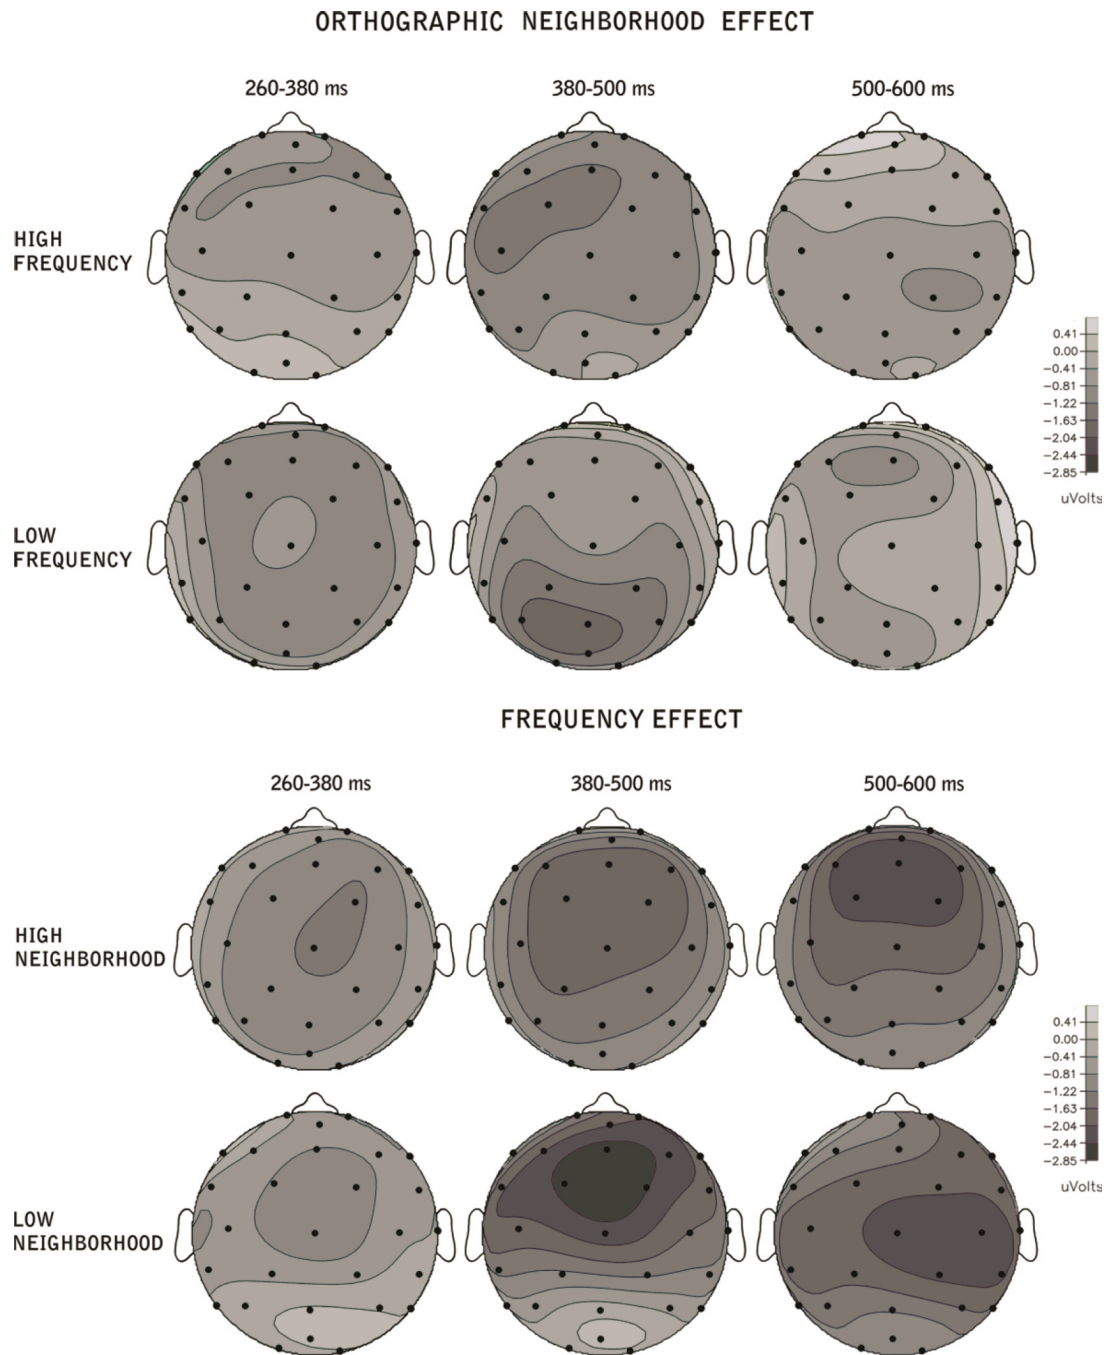 ORTHOGRAPHIC NEIGHBORHOOD EFFECT
260-380 ms
380-500 ms
500-600 ms
HIGH
FREQUENCY
0.41
0.00
−0.41
−0.81
−1.22
−1.63
−2.04
−2.44
−2.85
uVolts
LOW
FREQUENCY
FREQUENCY EFFECT
260-380 ms
380-500 ms
500-600 ms
HIGH
NEIGHBORHOOD
0.41
0.00
−0.41
−0.81
−1.22
−1.63
−2.04
−2.44
−2.85
uVolts
LOW
NEIGHBORHOOD